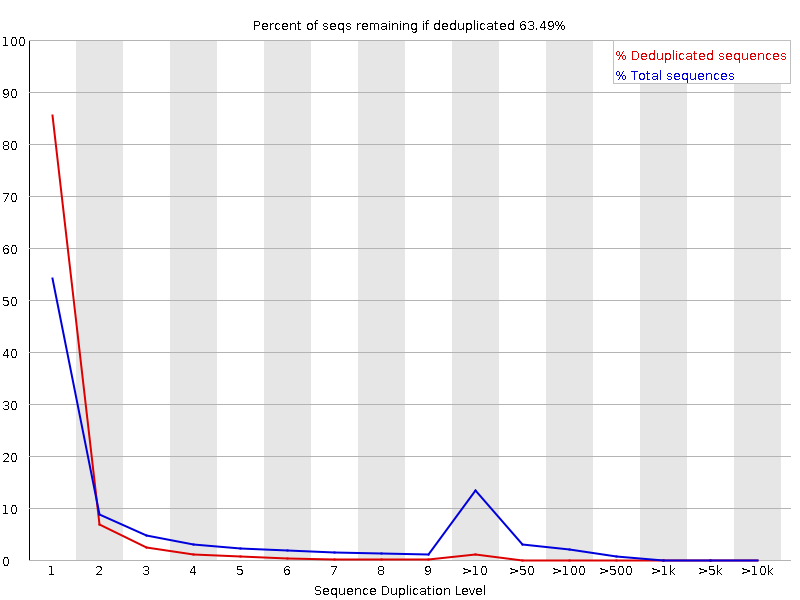 Percent of seqs remaining if deduplicated 63.49%
% Deduplicated sequences
% Total sequences
100
90
80
70
60
50
40
30
20
10
0
1 2 3 4 5 6 7 8 9 >10 >50 >100 >500 >1k >5k >10k
Sequence Duplication Level